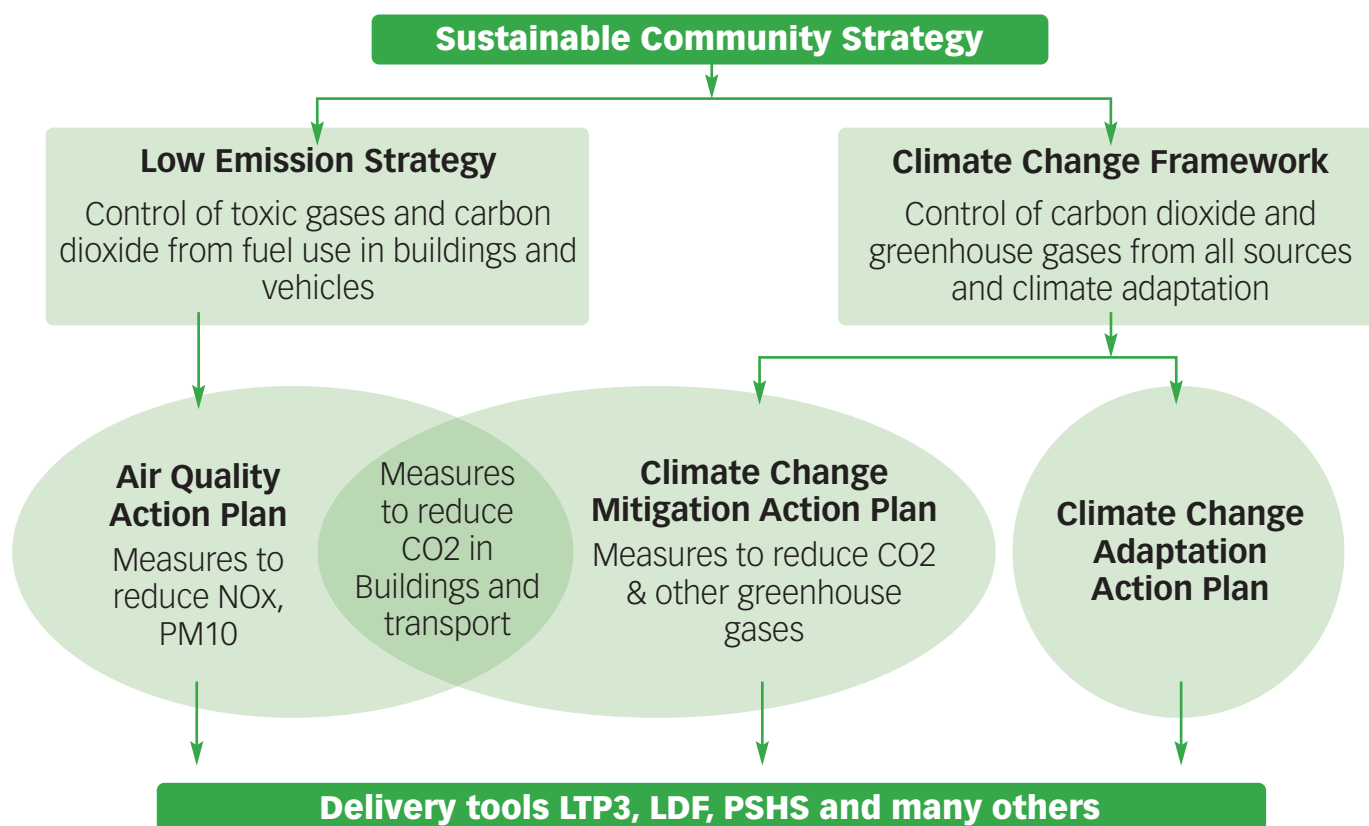 Sustainable Community Strategy
Low Emission Strategy
Control of toxic gases and carbon
dioxide from fuel use in buildings and
vehicles
Climate Change Framework
Control of carbon dioxide and
greenhouse gases from all sources
and climate adaptation
Air Quality
Action Plan
Measures to
reduce NOx,
PM10
Measures
to reduce
CO2 in
Buildings and
transport
Climate Change
Mitigation Action Plan
Measures to reduce CO2
& other greenhouse
gases
Climate Change
Adaptation
Action Plan
Delivery tools LTP3, LDF, PSHS and many others